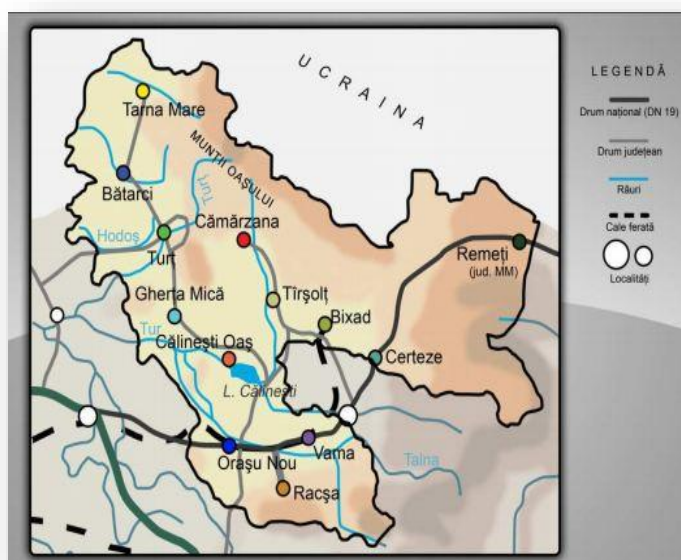 UCRAINA
Tarna Mare
MUNȚII OAȘULUI
Bătarci
Turț
Hodoș
Cămărzana
Turț
Remeți
(jud. MM)
Gherța Mică
Tîrșolț
Bixad
Tur
Călinești Oaș
Certeze
L. Călinești
Orașu Nou
Vama
Talna
Racșa
LEGENDĂ
Drum național (DN 19)
Drum județean
Râuri
Cale ferată
Localități